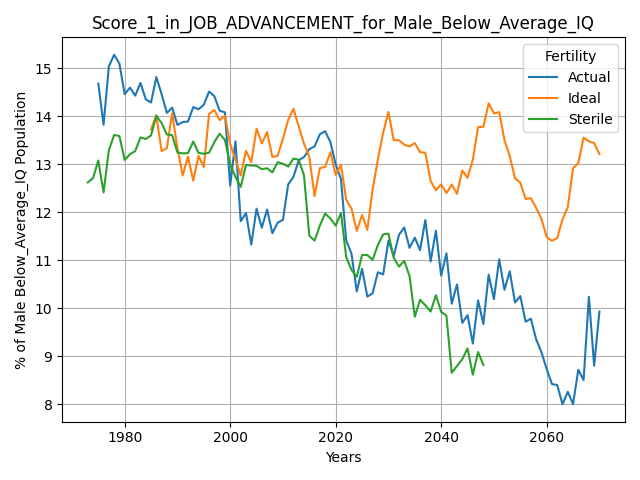 Score_1_in_JOB_ADVANCEMENT_for_Male_Below_Average_IQ
% of Male Below_Average_IQ Population
15
14
13
12
11
10
9
8
Fertility
Actual
Ideal
Sterile
1980 2000 2020 2040 2060
Years